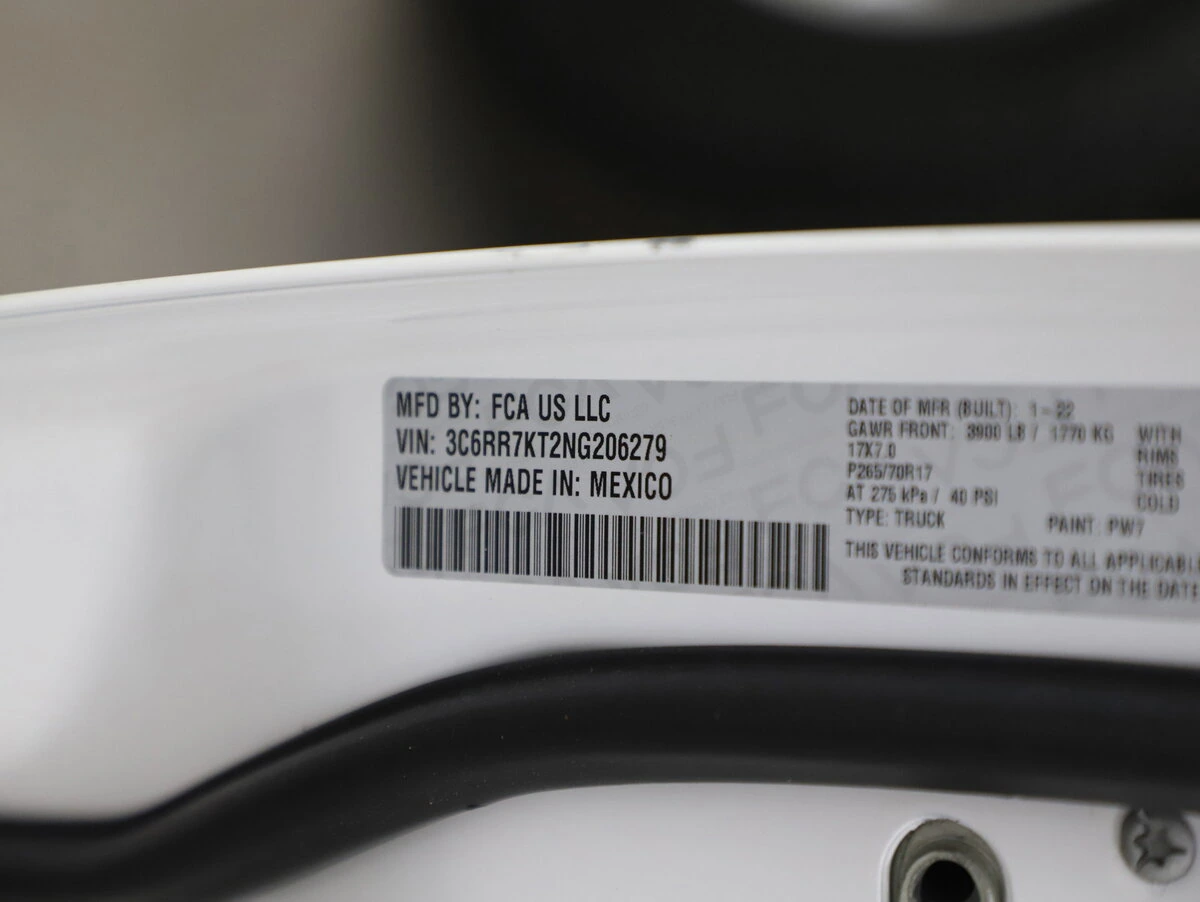 MFD BY: FCA US LLC
VIN: 3C6RR7KT2NG206279
VEHICLE MADE IN: MEXICO
DATE OF MFR (BUILT): 1-22
GAWR FRONT: 3900 LB / 1770 KG WITH
17X7.0 RIMS
P265/70R17 TIRES
AT 275 kPa / 40 PSI COLD
TYPE: TRUCK PAINT: PW7
THIS VEHICLE CONFORMS TO ALL APPLICABLE
STANDARDS IN EFFECT ON THE DATE